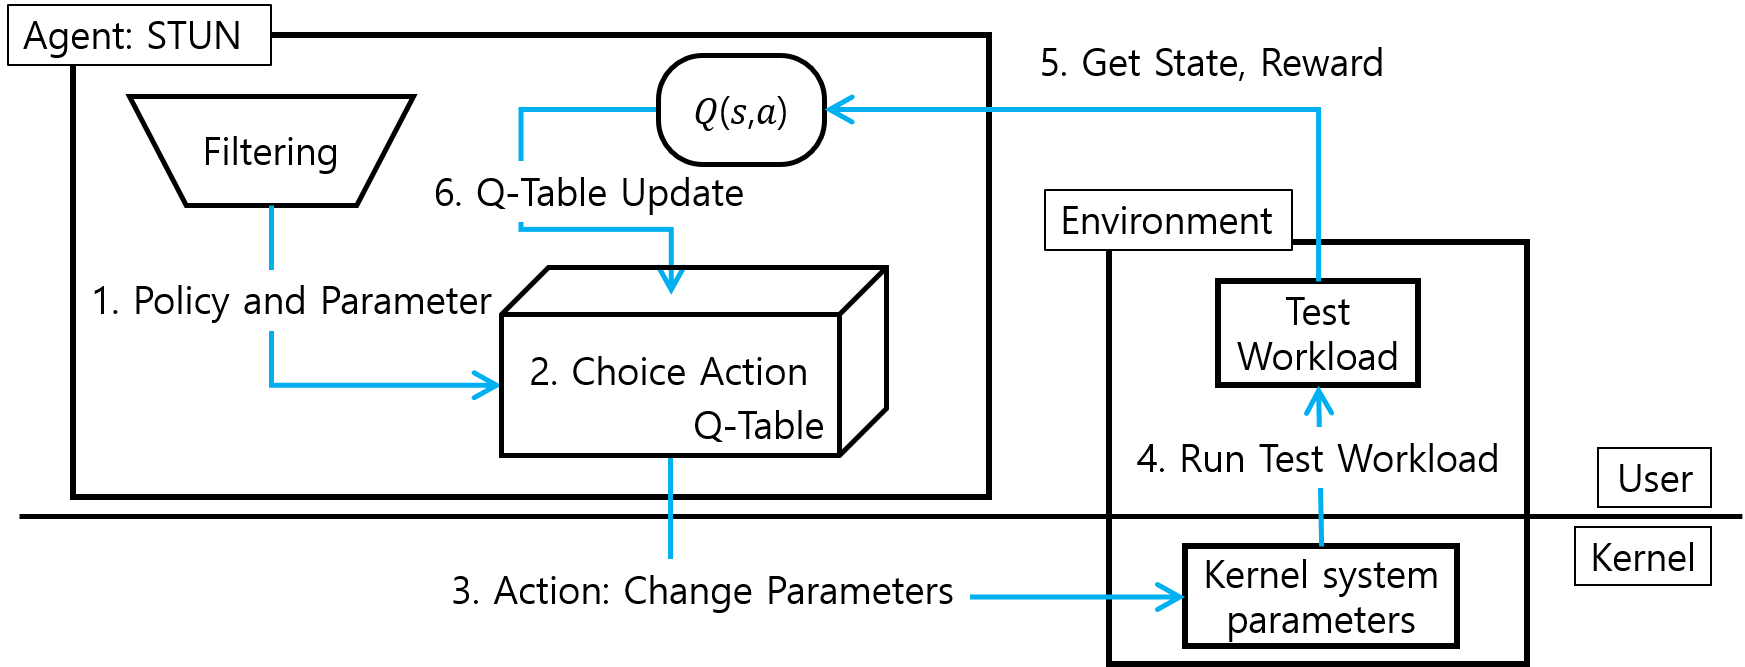 Agent: STUN
Filtering
Q(s,a)
5. Get State, Reward
6. Q-Table Update
1. Policy and Parameter
2. Choice Action
Q-Table
3. Action: Change Parameters
Environment
Test
Workload
4. Run Test Workload
User
Kernel
Kernel system
parameters